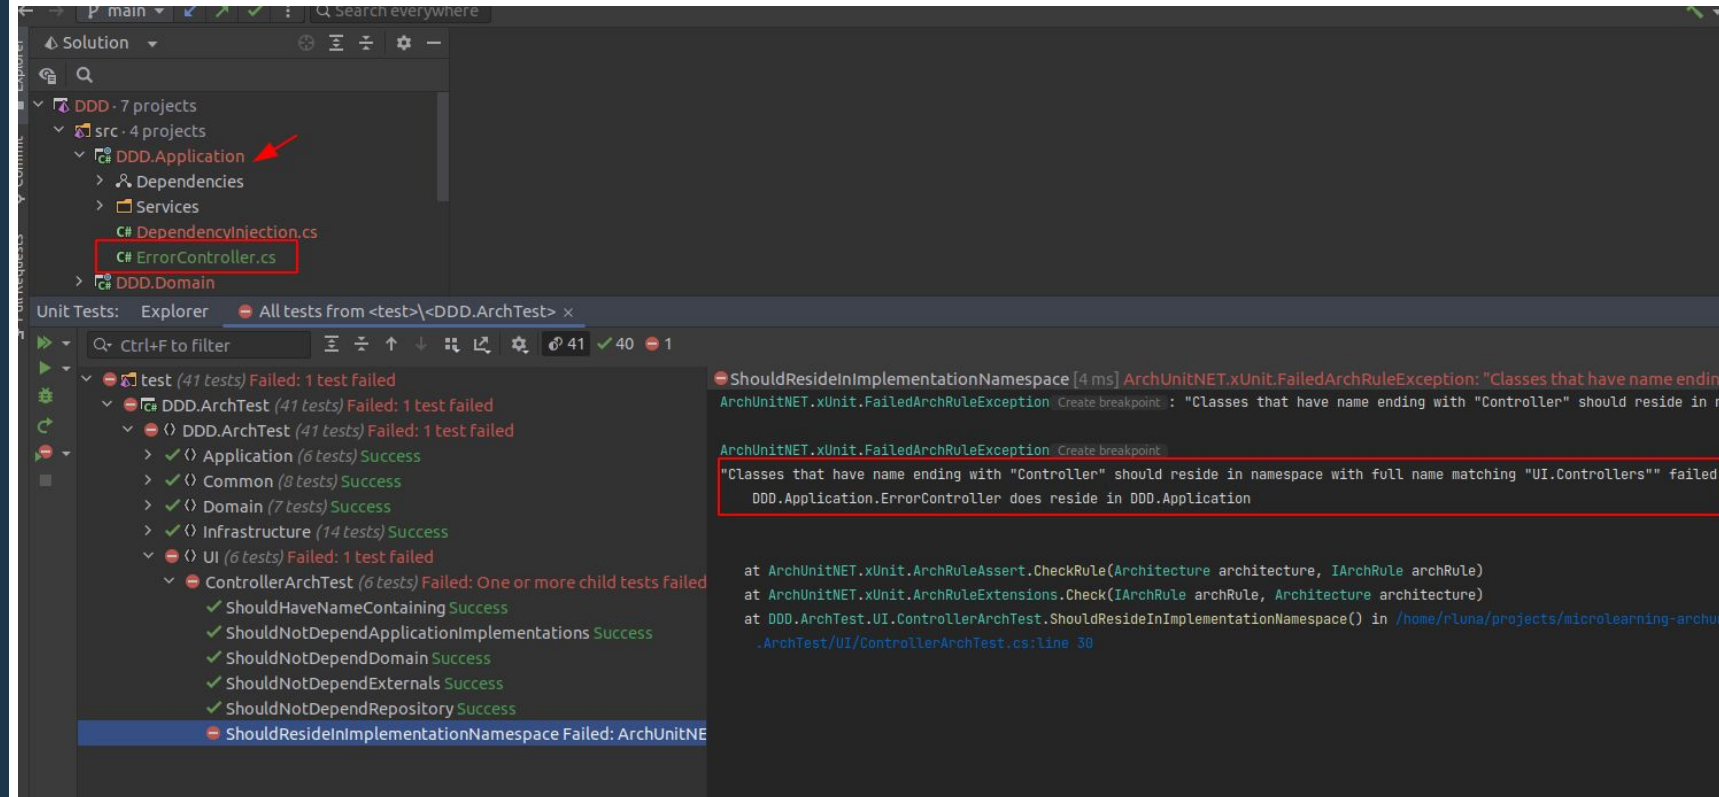 main
Search everywhere
Solution
Explorer
DDD · 7 projects
src · 4 projects
Commit
C# DDD.Application
Dependencies
Services
C# DependencyInjection.cs
C# ErrorController.cs
Pull Requests
C# DDD.Domain
Unit Tests: Explorer All tests from <test>\<DDD.ArchTest> ×
Ctrl+F to filter 41 40 1
test (41 tests) Failed: 1 test failed
DDD.ArchTest (41 tests) Failed: 1 test failed
DDD.ArchTest (41 tests) Failed: 1 test failed
Application (6 tests) Success
Common (8 tests) Success
Domain (7 tests) Success
Infrastructure (14 tests) Success
UI (6 tests) Failed: 1 test failed
ControllerArchTest (6 tests) Failed: One or more child tests failed
ShouldHaveNameContaining Success
ShouldNotDependApplicationImplementations Success
ShouldNotDependDomain Success
ShouldNotDependExternals Success
ShouldNotDependRepository Success
ShouldResideInImplementationNamespace Failed: ArchUnitNE
ShouldResideInImplementationNamespace [4 ms] ArchUnitNET.xUnit.FailedArchRuleException: "Classes that have name endin
ArchUnitNET.xUnit.FailedArchRuleException Create breakpoint : "Classes that have name ending with "Controller" should reside in
ArchUnitNET.xUnit.FailedArchRuleException Create breakpoint
"Classes that have name ending with "Controller" should reside in namespace with full name matching "UI.Controllers"" failed
DDD.Application.ErrorController does reside in DDD.Application
at ArchUnitNET.xUnit.ArchRuleAssert.CheckRule(Architecture architecture, IArchRule archRule)
at ArchUnitNET.xUnit.ArchRuleExtensions.Check(IArchRule archRule, Architecture architecture)
at DDD.ArchTest.UI.ControllerArchTest.ShouldResideInImplementationNamespace() in /home/rluna/projects/microlearning-archu
.ArchTest/UI/ControllerArchTest.cs:line 30